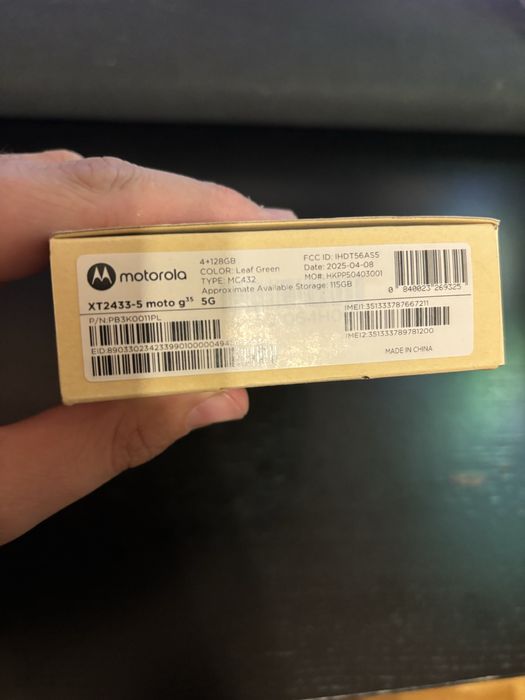 motorola
4+128GB
COLOR: Leaf Green
TYPE: MC432
Approximate Available Storage: 115GB
FCC ID: IHDT56AS5
Date: 2025-04-08
MO#: HKPP50403001
0 840023 269325
XT2433-5 moto g³⁵ 5G
P/N:PB3K0011PL
IMEI1:351333787667211
IMEI2:351333789781200
MADE IN CHINA